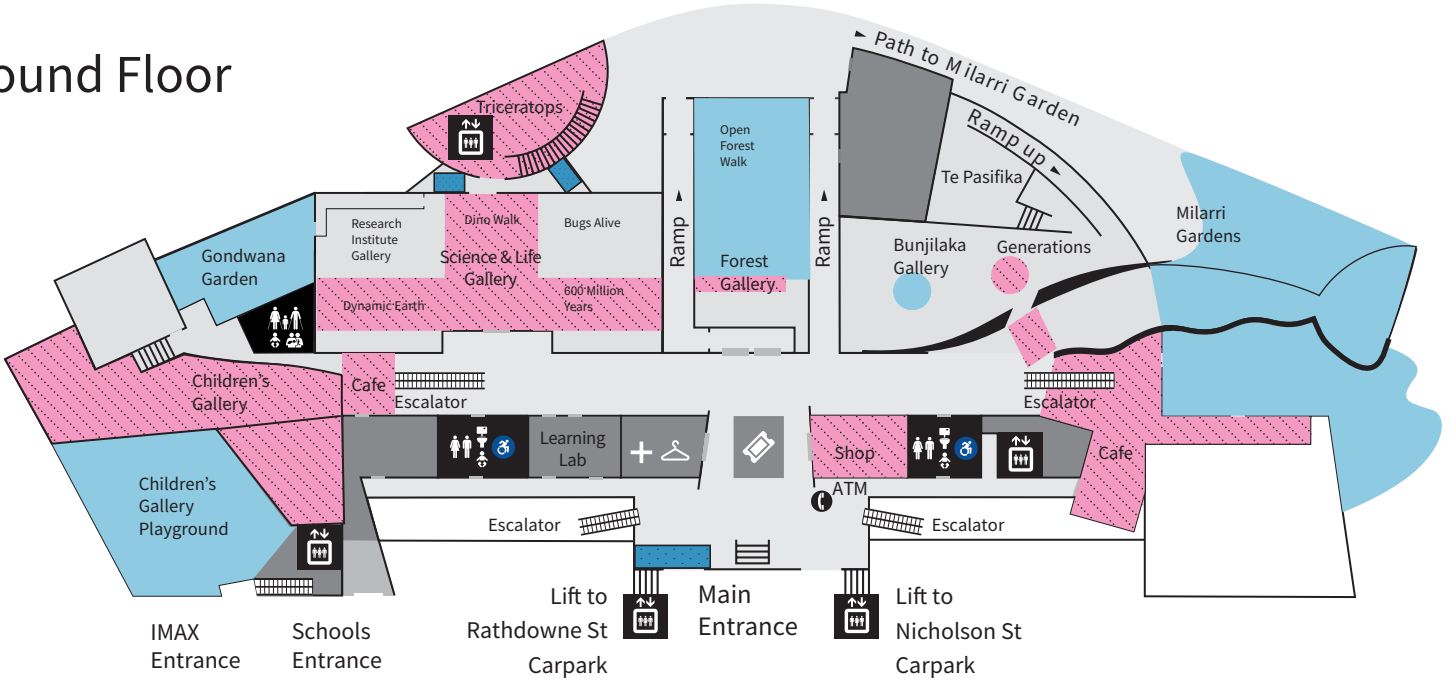 ound Floor
Path to Milarri Garden
Triceratops
Open
Forest
Walk
Ramp up
Te Pasifika
Research
Institute
Gallery
Dino Walk
Bugs Alive
Ramp
Ramp
Milarri
Gardens
Gondwana
Garden
Science & Life
Gallery
Forest
Gallery
Bunjilaka
Gallery
Generations
Dynamic Earth
600 Million
Years
Children's
Gallery
Cafe
Escalator
Escalator
Learning
Lab
Shop
Cafe
Children's
Gallery
Playground
ATM
Escalator
Escalator
Lift to
Rathdowne St
Carpark
Main
Entrance
Lift to
Nicholson St
Carpark
IMAX
Entrance
Schools
Entrance